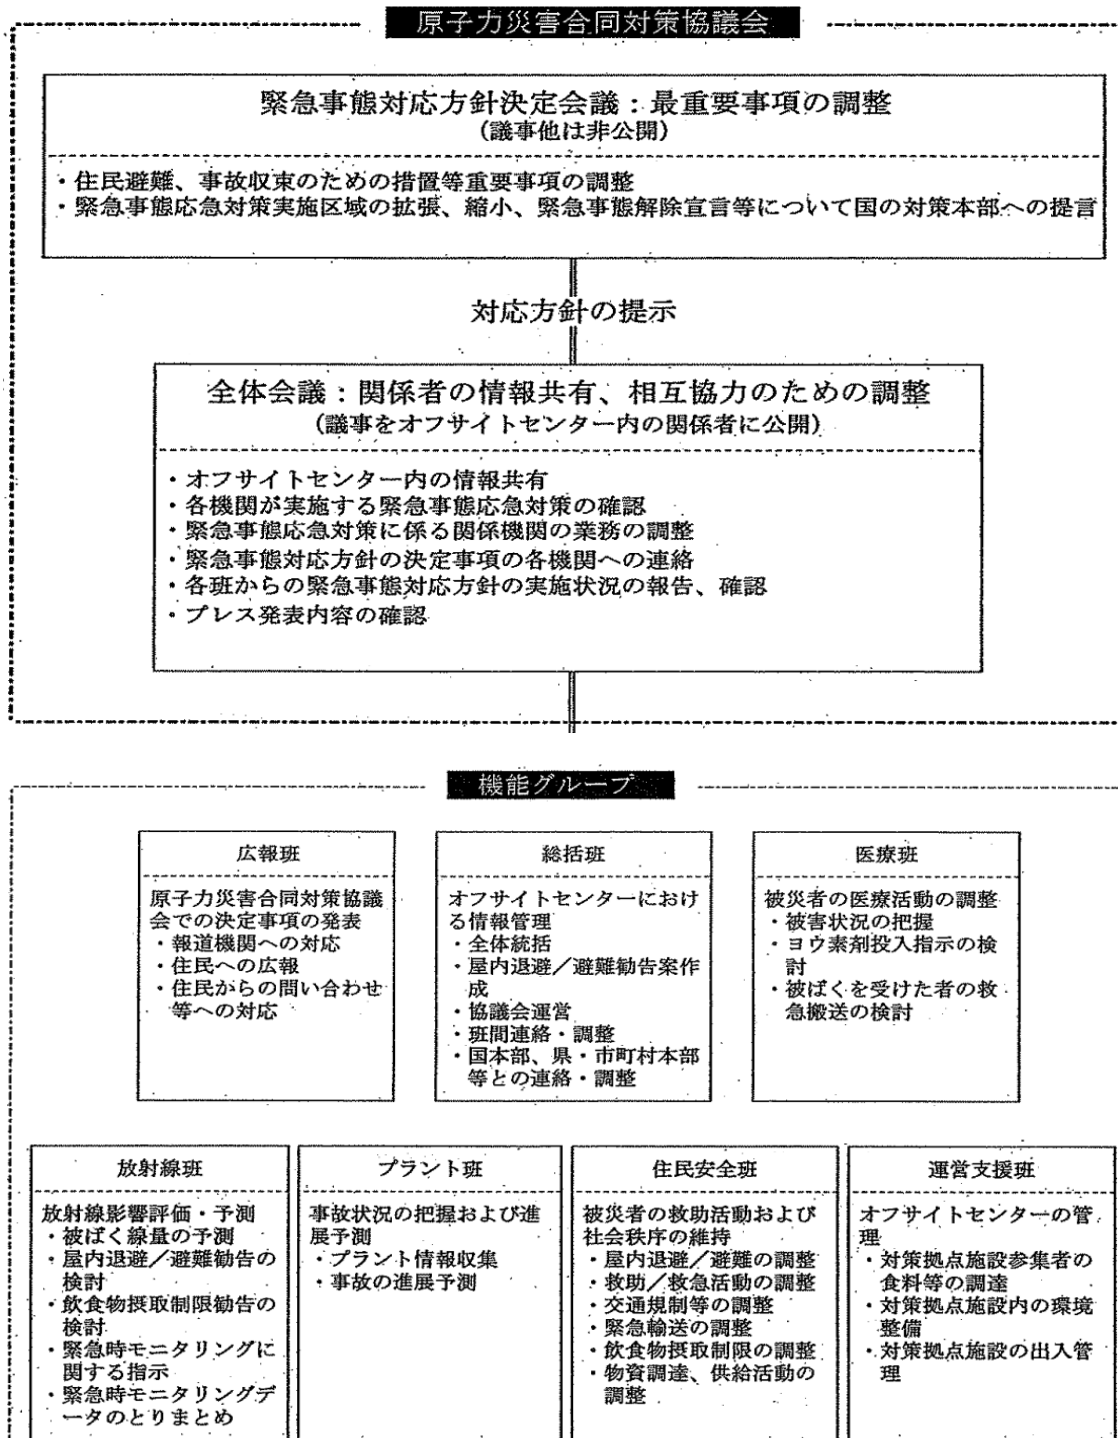 原子力災害合同対策協議会
緊急事態対応方針決定会議：最重要事項の調整
（議事他は非公開）
・住民避難、事故収束のための措置等重要事項の調整
・緊急事態応急対策実施区域の拡張、縮小、緊急事態解除宣言等について国の対策本部への提言
対応方針の提示
全体会議：関係者の情報共有、相互協力のための調整
（議事をオフサイトセンター内の関係者に公開）
・オフサイトセンター内の情報共有
・各機関が実施する緊急事態応急対策の確認
・緊急事態応急対策に係る関係機関の業務の調整
・緊急事態対応方針の決定事項の各機関への連絡
・各班からの緊急事態対応方針の実施状況の報告、確認
・プレス発表内容の確認
機能グループ
広報班
原子力災害合同対策協議
会での決定事項の発表
・報道機関への対応
・住民への広報
・住民からの問い合わせ
等への対応
総括班
オフサイトセンターにおけ
る情報管理
・全体統括
・屋内退避／避難勧告案作
成
・協議会運営
・班間連絡・調整
・国本部、県・市町村本部
等との連絡・調整
医療班
被災者の医療活動の調整
・被害状況の把握
・ヨウ素剤投入指示の検
討
・被ばくを受けた者の救
急搬送の検討
放射線班
放射線影響評価・予測
・被ばく線量の予測
・屋内退避／避難勧告の
検討
・飲食物摂取制限勧告の
検討
・緊急時モニタリングに
関する指示
・緊急時モニタリングデ
ータのとりまとめ
プラント班
事故状況の把握および進
展予測
・プラント情報収集
・事故の進展予測
住民安全班
被災者の救助活動および
社会秩序の維持
・屋内退避／避難の調整
・救助／救急活動の調整
・交通規制等の調整
・緊急輸送の調整
・飲食物摂取制限の調整
・物資調達、供給活動の
調整
運営支援班
オフサイトセンターの管
理
・対策拠点施設参集者の
食料等の調達
・対策拠点施設内の環境
整備
・対策拠点施設の出入管
理